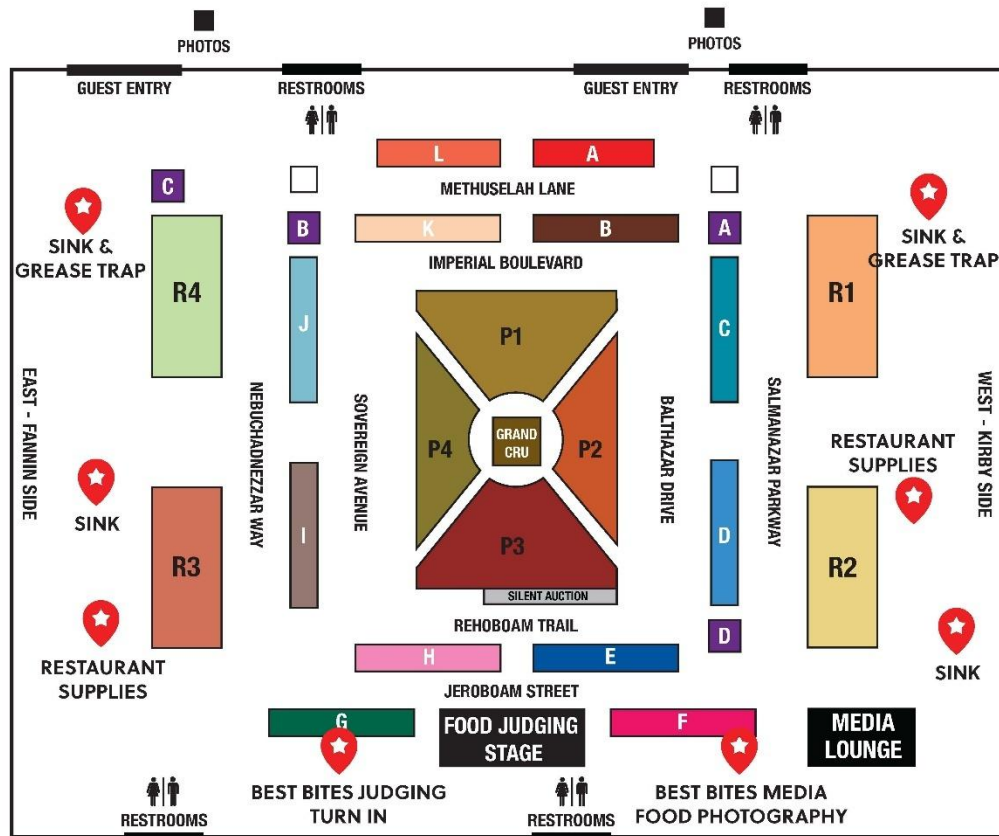 PHOTOS
PHOTOS
GUEST ENTRY
RESTROOMS
GUEST ENTRY
RESTROOMS
L
A
METHUSELAH LANE
C
SINK &
GREASE TRAP
B
K
B
A
SINK &
GREASE TRAP
IMPERIAL BOULEVARD
R4
J
P1
C
R1
EAST - FANNIN SIDE
NEBUCHADNEZZAR WAY
SOVEREIGN AVENUE
P4
GRAND
CRU
P2
BALTHAZAR DRIVE
SALMANAZAR PARKWAY
RESTAURANT
SUPPLIES
WEST - KIRBY SIDE
SINK
R3
I
P3
D
R2
SILENT AUCTION
REHOBOAM TRAIL
RESTAURANT
SUPPLIES
H
E
D
SINK
JEROBOAM STREET
G
FOOD JUDGING
STAGE
F
MEDIA
LOUNGE
BEST BITES JUDGING
TURN IN
BEST BITES MEDIA
FOOD PHOTOGRAPHY
RESTROOMS
RESTROOMS